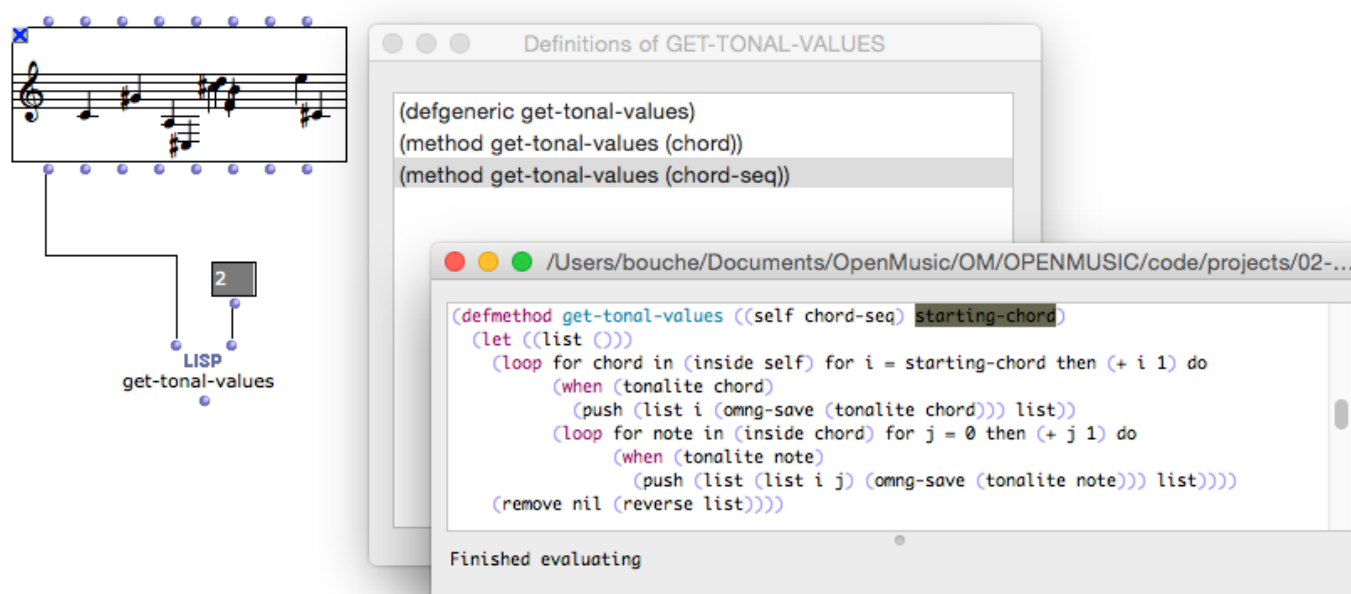 Definitions of GET-TONAL-VALUES
(defgeneric get-tonal-values)
(method get-tonal-values (chord))
(method get-tonal-values (chord-seq))
2
LISP
get-tonal-values
/Users/bouche/Documents/OpenMusic/OM/OPENMUSIC/code/projects/02-...
(defmethod get-tonal-values ((self chord-seq) starting-chord)
(let ((list ()))
(loop for chord in (inside self) for i = starting-chord then (+ i 1) do
(when (tonalite chord)
(push (list i (omng-save (tonalite chord))) list))
(loop for note in (inside chord) for j = 0 then (+ j 1) do
(when (tonalite note)
(push (list (list i j) (omng-save (tonalite note))) list))))
(remove nil (reverse list))))
Finished evaluating